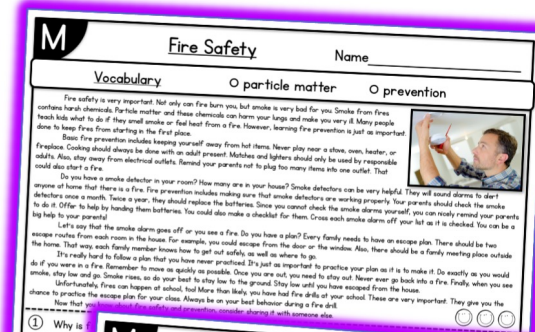 M
Fire Safety
Name
Vocabulary
O particle matter
O prevention
Fire safety is very important. Not only can fire burn you, but smoke is very bad for you. Smoke from fires
contains harsh chemicals. Particle matter and these chemicals can harm your lungs and make you very ill. Many people
teach kids what to do if they smell smoke or feel heat from a fire. However, learning fire prevention is just as important.
done to keep fires from starting in the first place.
Basic fire prevention includes keeping yourself away from hot items. Never play near a stove, oven, heater, or
fireplace. Cooking should always be done with an adult present. Matches and lighters should only be used by responsible
adults. Also, stay away from electrical outlets. Remind your parents not to plug too many items into one outlet. That
could also start a fire.
Do you have a smoke detector in your room? How many are in your house? Smoke detectors can be very helpful. They will sound alarms to alert
anyone at home that there is a fire. Fire prevention includes making sure that smoke detectors are working properly. Your parents should check the smoke
detectors once a month. Twice a year, they should replace the batteries. Since you cannot check the smoke alarms yourself, you can nicely remind your parents
to do it. Offer to help by handing them batteries. You could also make a checklist for them. Cross each smoke alarm off your list as it is checked. You can be a
big help to your parents!
Let's say that the smoke alarm goes off or you see a fire. Do you have a plan? Every family needs to have an escape plan. There should be two
escape routes from each room in the house. For example, you could escape from the door or the window. Also, there should be a family meeting place outside
the home. That way, each family member knows how to get out safely, as well as where to go.
It's really hard to follow a plan that you have never practiced. It's just as important to practice your plan as it is to make it. Do exactly as you would
do if you were in a fire. Remember to move as quickly as possible. Once you are out, you need to stay out. Never ever go back into a fire. Finally, when you see
smoke, stay low and go. Smoke rises, so do your best to stay low to the ground. Stay low until you have escaped from the house.
Unfortunately, fires can happen at school, too! More than likely, you have had fire drills at your school. These are very important. They give you the
chance to practice the escape plan for your class. Always be on your best behavior during a fire drill.
Now that you know about fire safety and prevention, consider sharing it with someone else.
1 Why is